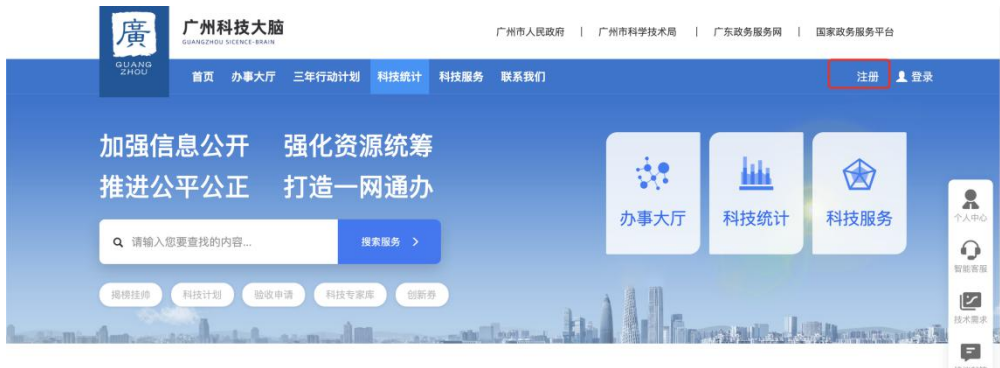 廣
GUANG
ZHOU
广州科技大脑
GUANGZHOU SICENCE-BRAIN
广州市人民政府 | 广州市科学技术局 | 广东政务服务网 | 国家政务服务平台
首页 办事大厅 三年行动计划 科技统计 科技服务 联系我们 注册 登录
加强信息公开 强化资源统筹
推进公平公正 打造一网通办
请输入您要查找的内容... 搜索服务 >
揭榜挂帅 科技计划 验收申请 科技专家库 创新券
办事大厅 科技统计 科技服务
个人中心
智能客服
技术需求